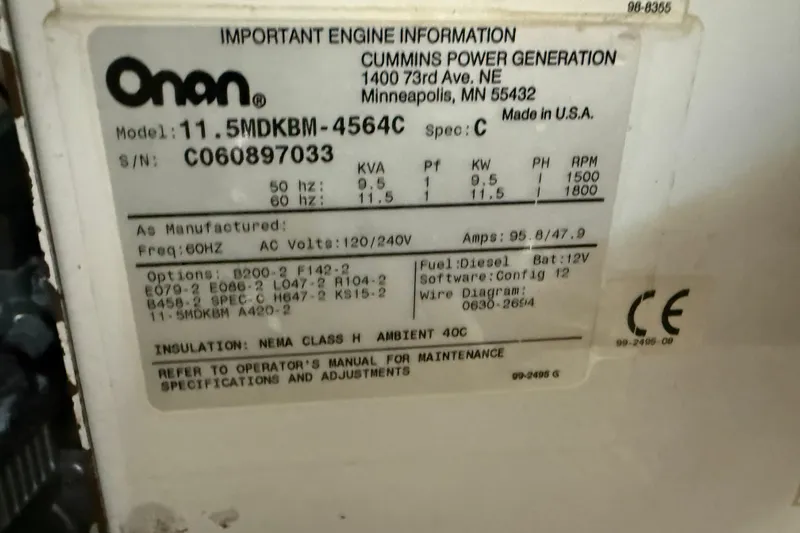 98-8355
IMPORTANT ENGINE INFORMATION
Onan®
CUMMINS POWER GENERATION
1400 73rd Ave. NE
Minneapolis, MN 55432
Made in U.S.A.
Model: 11.5MDKBM-4564C Spec: C
S/N: C060897033
KVA Pf KW PH RPM
50 hz: 9.5 1 9.5 1 1500
60 hz: 11.5 1 11.5 1 1800
As Manufactured:
Freq:60HZ AC Volts:120/240V Amps: 95.8/47.9
Options: B200-2 F142-2
E079-2 E086-2 L047-2 R104-2
B458-2 SPEC-C H647-2 KS15-2
11.5MDKBM A420-2
Fuel:Diesel Bat:12V
Software:Config 12
Wire Diagram:
0630-2694
INSULATION: NEMA CLASS H AMBIENT 40C
REFER TO OPERATOR'S MANUAL FOR MAINTENANCE
SPECIFICATIONS AND ADJUSTMENTS
99-2495 G
CE
99-2495-09